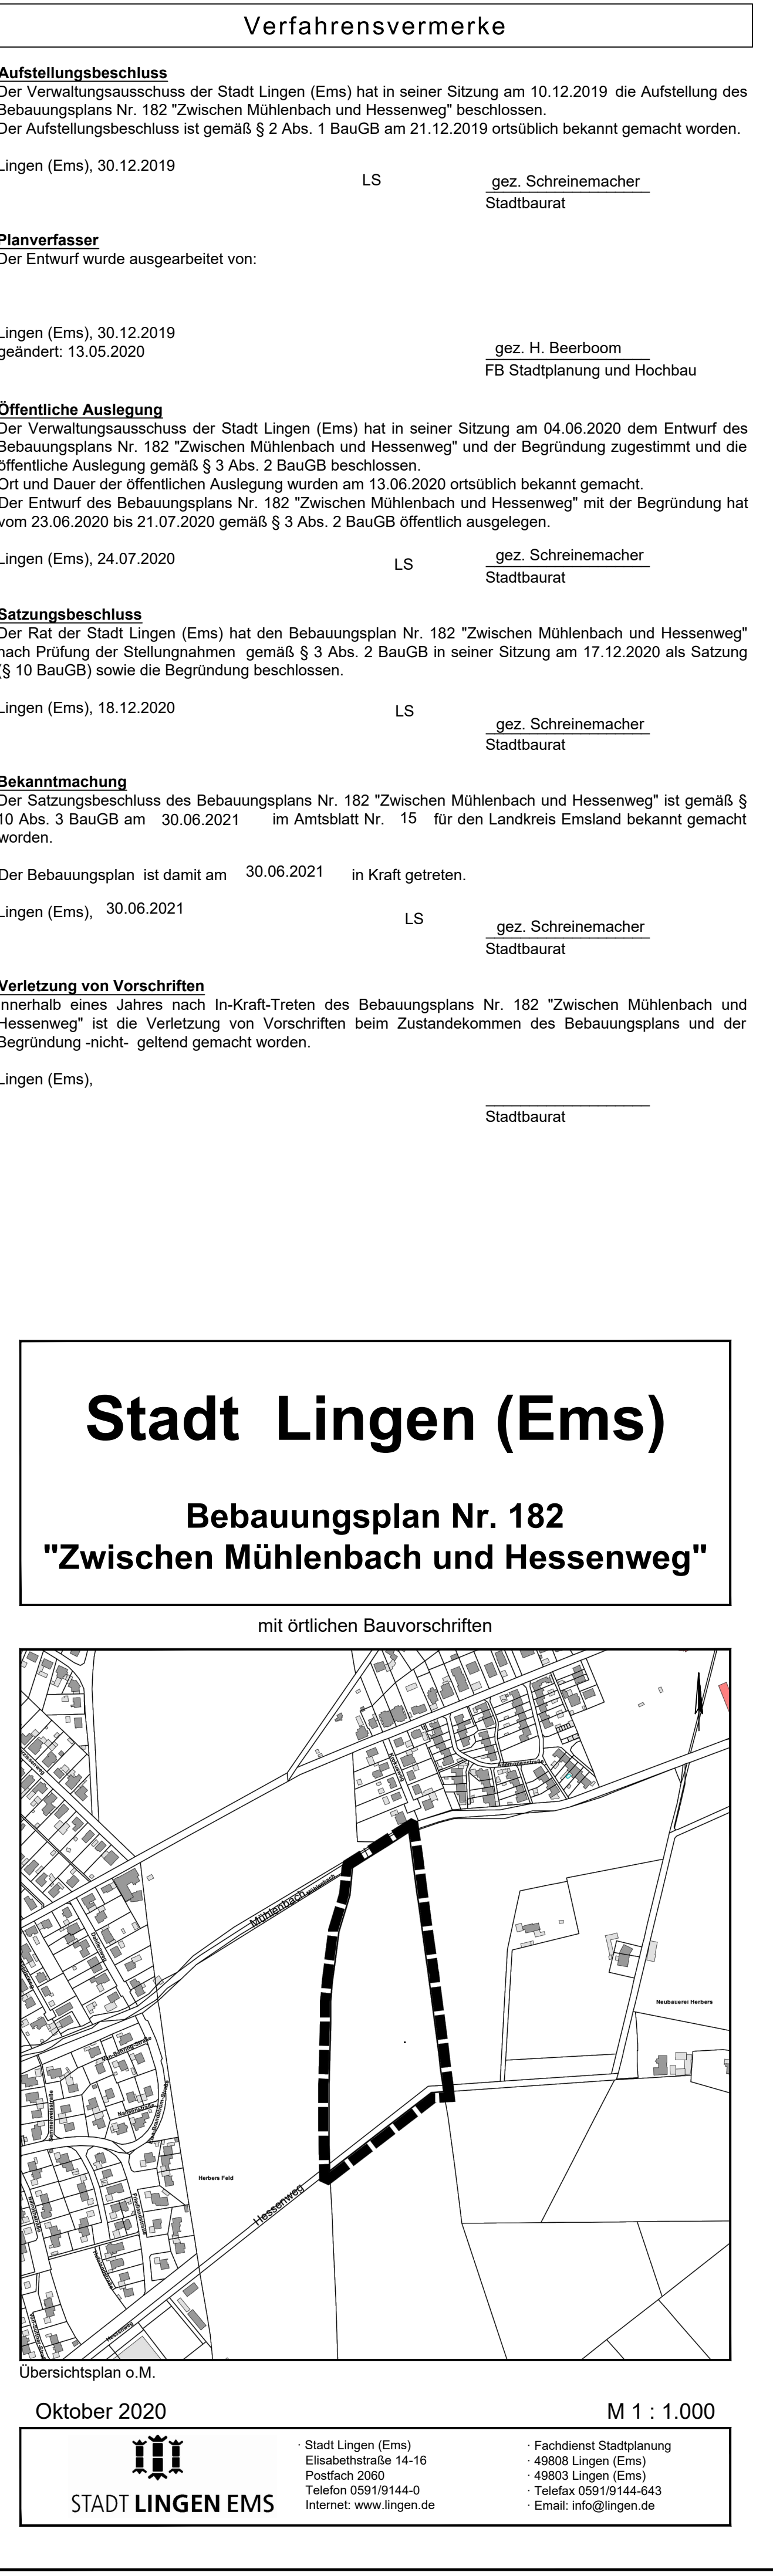 Verfahrensvermerke
Aufstellungsbeschluss
Der Verwaltungsausschuss der Stadt Lingen (Ems) hat in seiner Sitzung am 10.12.2019 die Aufstellung des
Bebauungsplans Nr. 182 "Zwischen Mühlenbach und Hessenweg" beschlossen.
Der Aufstellungsbeschluss ist gemäß § 2 Abs. 1 BauGB am 21.12.2019 ortsüblich bekannt gemacht worden.
Lingen (Ems), 30.12.2019
LS
gez. Schreinemacher
Stadtbaurat
Planverfasser
Der Entwurf wurde ausgearbeitet von:
Lingen (Ems), 30.12.2019
geändert: 13.05.2020
gez. H. Beerboom
FB Stadtplanung und Hochbau
Öffentliche Auslegung
Der Verwaltungsausschuss der Stadt Lingen (Ems) hat in seiner Sitzung am 04.06.2020 dem Entwurf des
Bebauungsplans Nr. 182 "Zwischen Mühlenbach und Hessenweg" und der Begründung zugestimmt und die
öffentliche Auslegung gemäß § 3 Abs. 2 BauGB beschlossen.
Ort und Dauer der öffentlichen Auslegung wurden am 13.06.2020 ortsüblich bekannt gemacht.
Der Entwurf des Bebauungsplans Nr. 182 "Zwischen Mühlenbach und Hessenweg" mit der Begründung hat
vom 23.06.2020 bis 21.07.2020 gemäß § 3 Abs. 2 BauGB öffentlich ausgelegen.
Lingen (Ems), 24.07.2020
LS
gez. Schreinemacher
Stadtbaurat
Satzungsbeschluss
Der Rat der Stadt Lingen (Ems) hat den Bebauungsplan Nr. 182 "Zwischen Mühlenbach und Hessenweg"
nach Prüfung der Stellungnahmen gemäß § 3 Abs. 2 BauGB in seiner Sitzung am 17.12.2020 als Satzung
(§ 10 BauGB) sowie die Begründung beschlossen.
Lingen (Ems), 18.12.2020
LS
gez. Schreinemacher
Stadtbaurat
Bekanntmachung
Der Satzungsbeschluss des Bebauungsplans Nr. 182 "Zwischen Mühlenbach und Hessenweg" ist gemäß §
10 Abs. 3 BauGB am 30.06.2021 im Amtsblatt Nr. 15 für den Landkreis Emsland bekannt gemacht
worden.
Der Bebauungsplan ist damit am 30.06.2021 in Kraft getreten.
Lingen (Ems), 30.06.2021
LS
gez. Schreinemacher
Stadtbaurat
Verletzung von Vorschriften
Innerhalb eines Jahres nach In-Kraft-Treten des Bebauungsplans Nr. 182 "Zwischen Mühlenbach und
Hessenweg" ist die Verletzung von Vorschriften beim Zustandekommen des Bebauungsplans und der
Begründung -nicht- geltend gemacht worden.
Lingen (Ems),
Stadtbaurat
Stadt Lingen (Ems)
Bebauungsplan Nr. 182
"Zwischen Mühlenbach und Hessenweg"
mit örtlichen Bauvorschriften
Mühlenbach
Mühlenbach
Neubauerei Herbers
Herbers Feld
Hessenweg
Hessenweg
Übersichtsplan o.M.
Oktober 2020
M 1 : 1.000
STADT LINGEN EMS
· Stadt Lingen (Ems)
Elisabethstraße 14-16
Postfach 2060
Telefon 0591/9144-0
Internet: www.lingen.de
· Fachdienst Stadtplanung
· 49808 Lingen (Ems)
· 49803 Lingen (Ems)
· Telefax 0591/9144-643
· Email: info@lingen.de